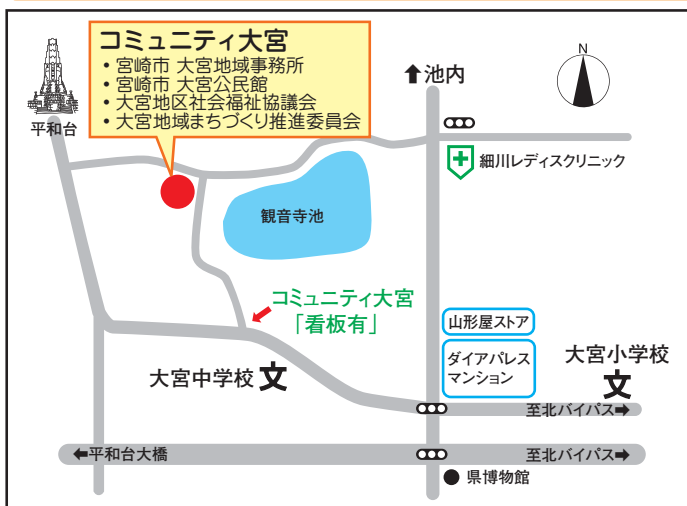 コミュニティ大宮
・宮崎市 大宮地域事務所
・宮崎市 大宮公民館
・大宮地区社会福祉協議会
・大宮地域まちづくり推進委員会
平和台
↑池内
N
細川レディスクリニック
観音寺池
コミュニティ大宮
「看板有」
山形屋ストア
ダイアパレス
マンション
大宮小学校
文
大宮中学校 文
至北バイパス→
←平和台大橋
至北バイパス→
県博物館